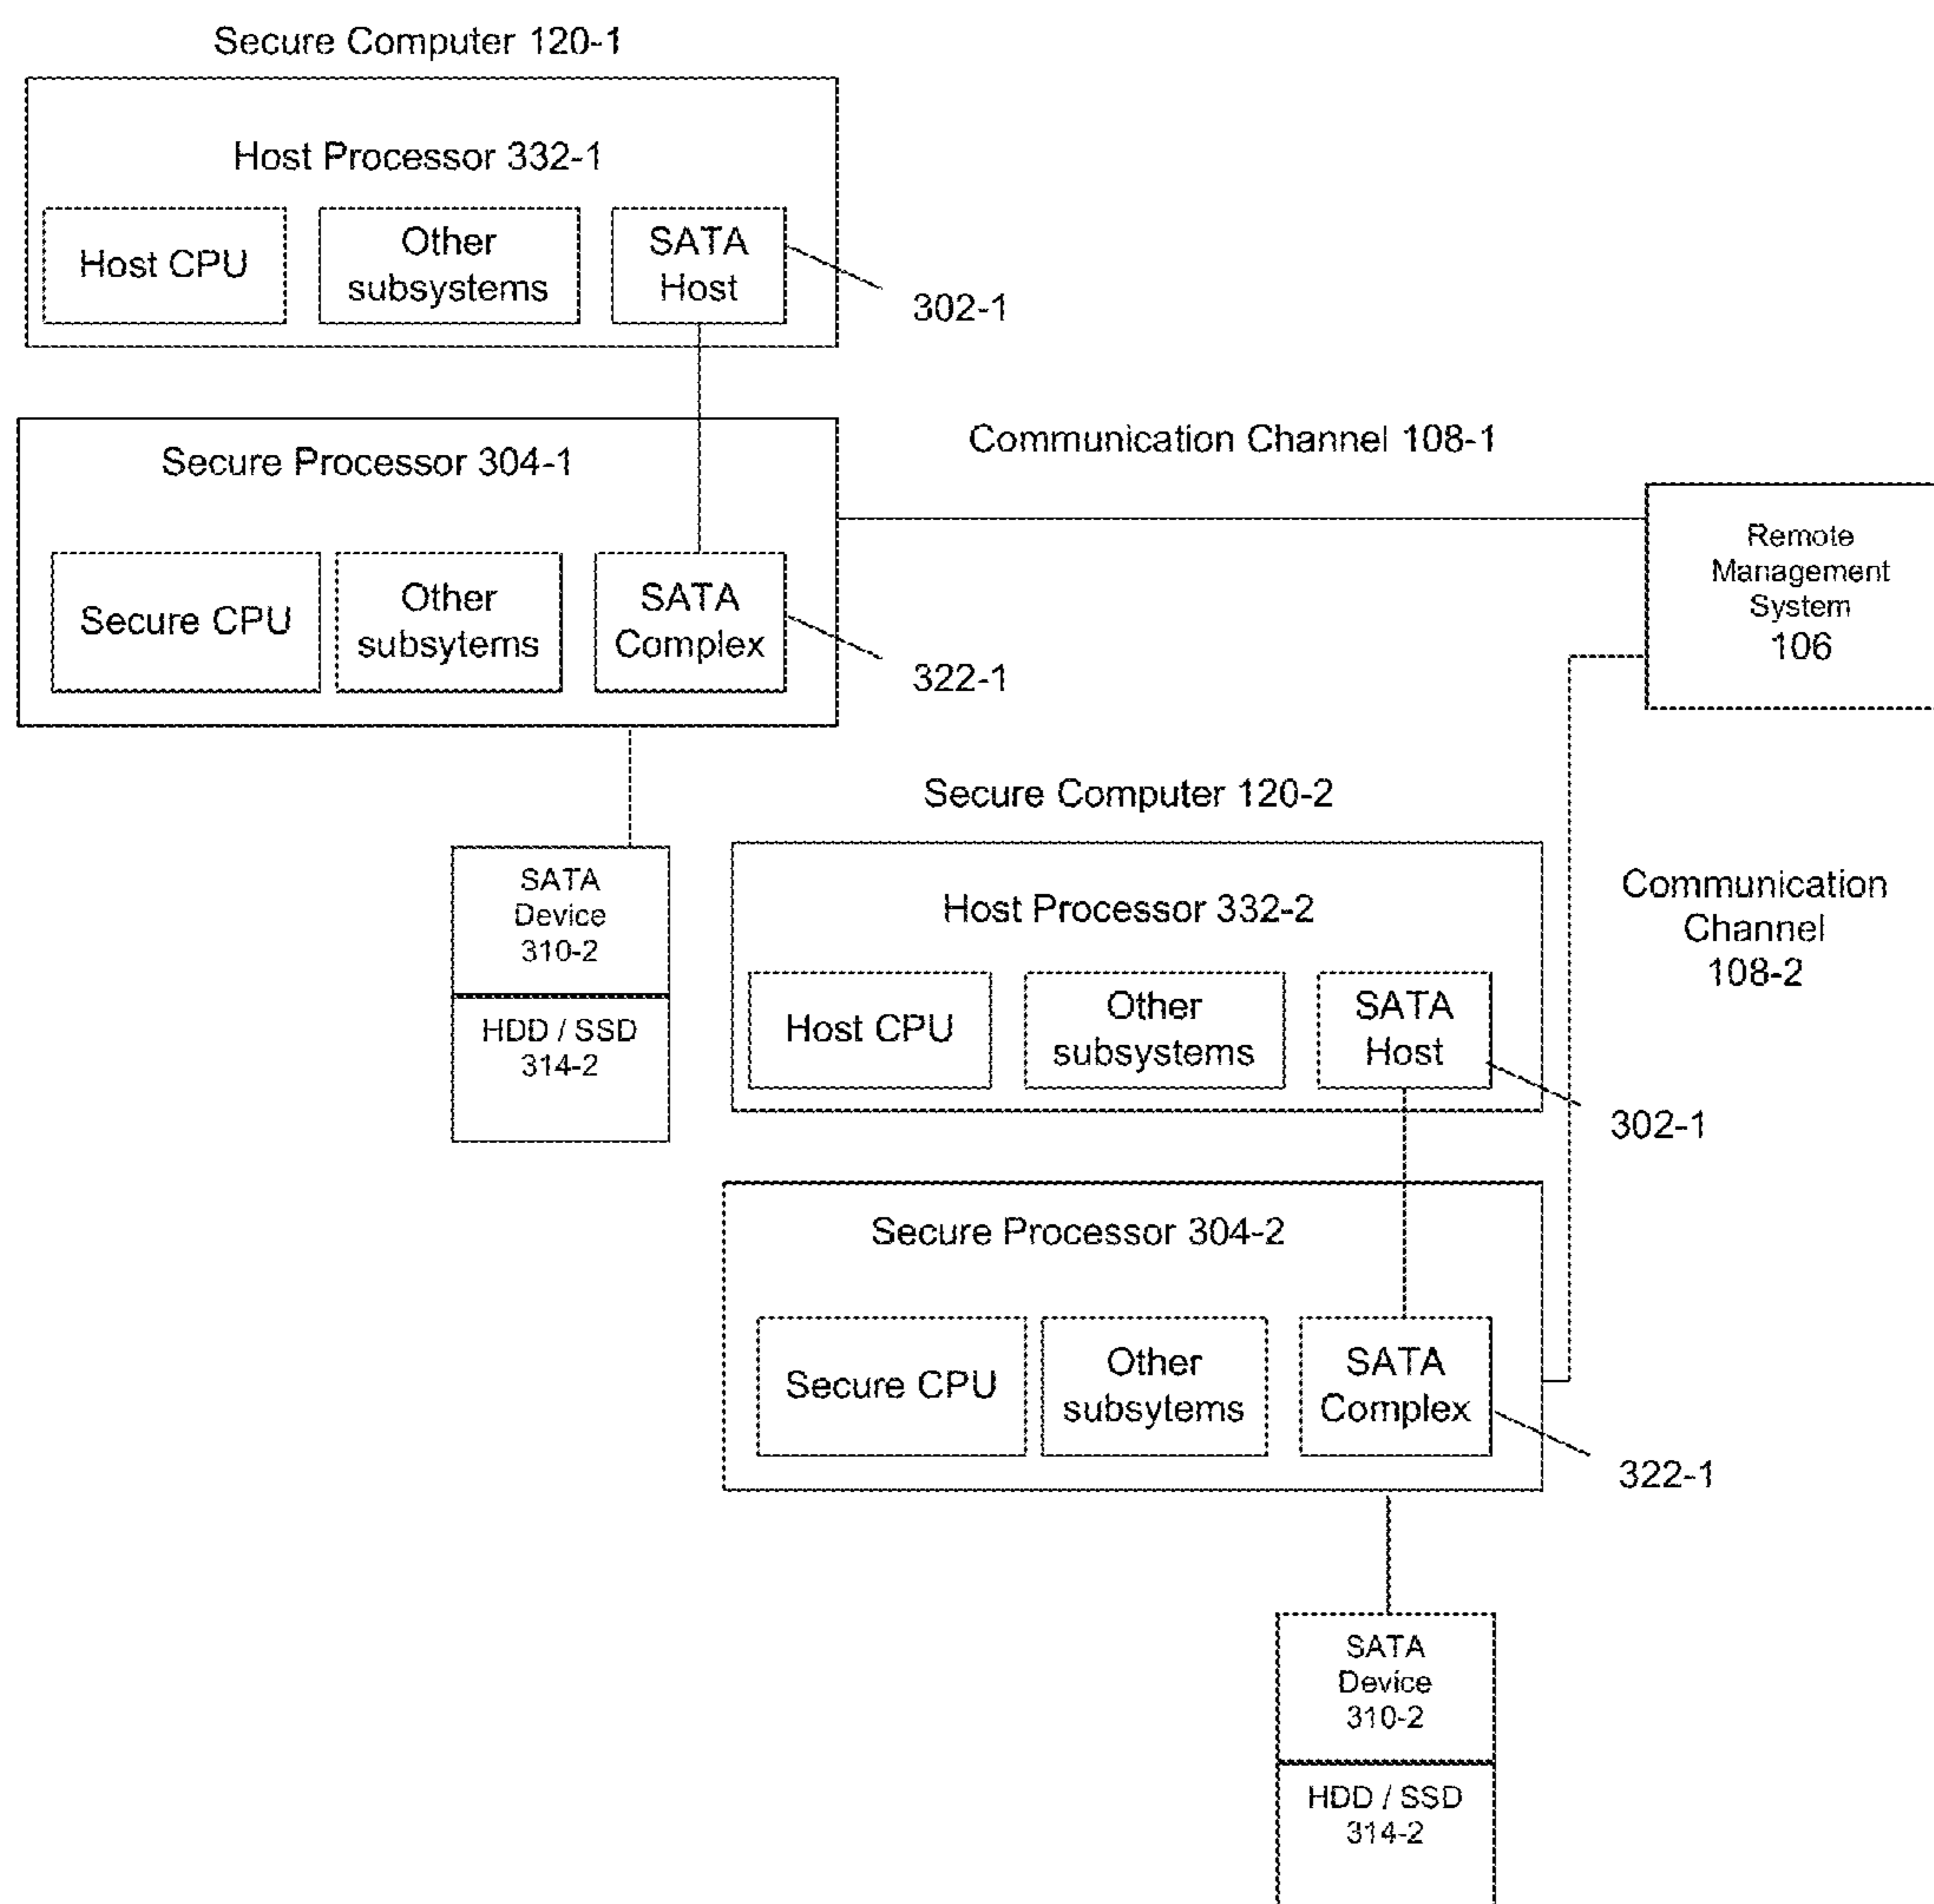 Secure Computer 120-1
Host Processor 332-1
Host CPU
Other
subsystems
SATA
Host
302-1
Secure Processor 304-1
Secure CPU
Other
subsytems
SATA
Complex
322-1
Communication Channel 108-1
Remote
Management
System
106
SATA
Device
310-2
HDD / SSD
314-2
Secure Computer 120-2
Host Processor 332-2
Host CPU
Other
subsystems
SATA
Host
302-1
Communication
Channel
108-2
Secure Processor 304-2
Secure CPU
Other
subsytems
SATA
Complex
322-1
SATA
Device
310-2
HDD / SSD
314-2